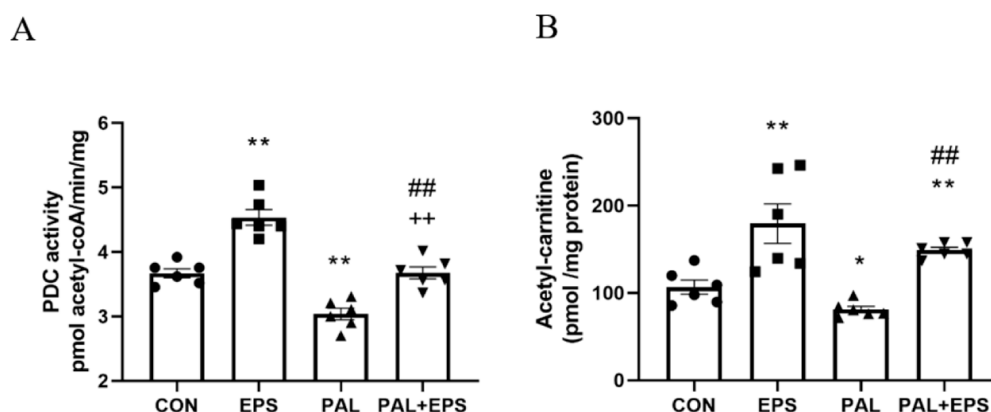 A
PDC activity
pmol acetyl-coA/min/mg
6
5
4
3
2
**
**
##
++
CON EPS PAL PAL+EPS
B
Acetyl-carnitine
(pmol /mg protein)
300
200
100
0
**
*
##
**
CON EPS PAL PAL+EPS